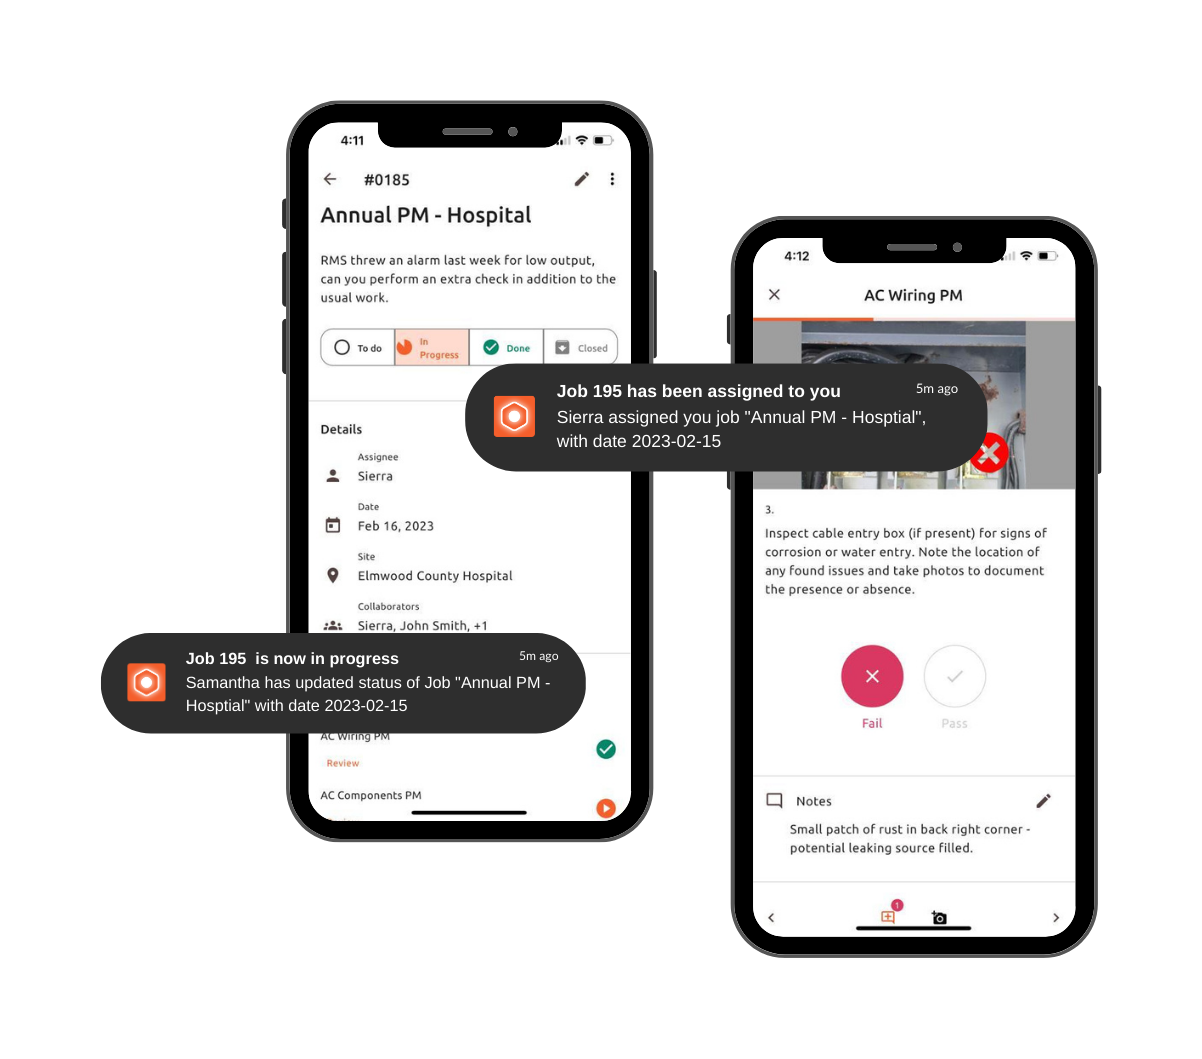 4:11
#0185
Annual PM - Hospital
RMS threw an alarm last week for low output,
can you perform an extra check in addition to the
usual work.
To do
In
Progress
Done
Closed
Details
Assignee
Sierra
Date
Feb 16, 2023
Site
Elmwood County Hospital
Collaborators
Sierra, John Smith, +1
Job 195 is now in progress
5m ago
Samantha has updated status of Job "Annual PM -
Hosptial" with date 2023-02-15
AC Wiring PM
Review
AC Components PM
4:12
AC Wiring PM
Job 195 has been assigned to you
5m ago
Sierra assigned you job "Annual PM - Hosptial",
with date 2023-02-15
3.
Inspect cable entry box (if present) for signs of
corrosion or water entry. Note the location of
any found issues and take photos to document
the presence or absence.
Fail
Pass
Notes
Small patch of rust in back right corner -
potential leaking source filled.
1